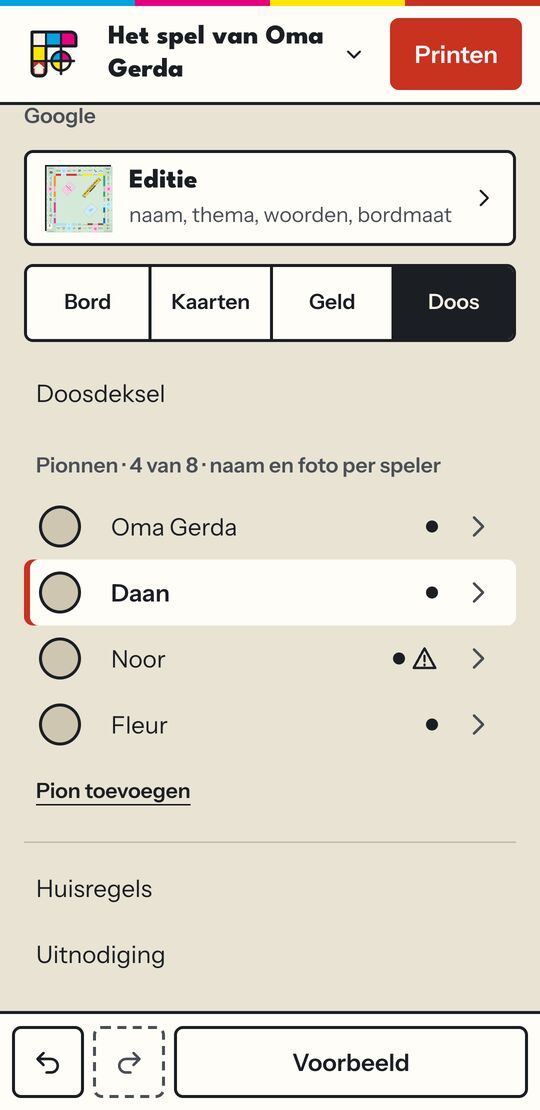 Het spel van Oma
Gerda
Printen
Google
Editie
naam, thema, woorden, bordmaat
Bord
Kaarten
Geld
Doos
Doosdeksel
Pionnen · 4 van 8 · naam en foto per speler
Oma Gerda
Daan
Noor
Fleur
Pion toevoegen
Huisregels
Uitnodiging
Voorbeeld